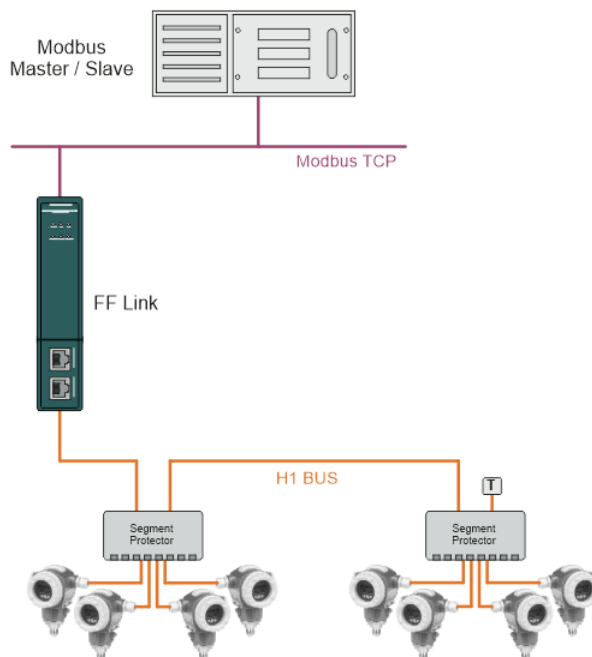 Modbus
Master / Slave
Modbus TCP
FF Link
H1 BUS
T
Segment
Protector
Segment
Protector